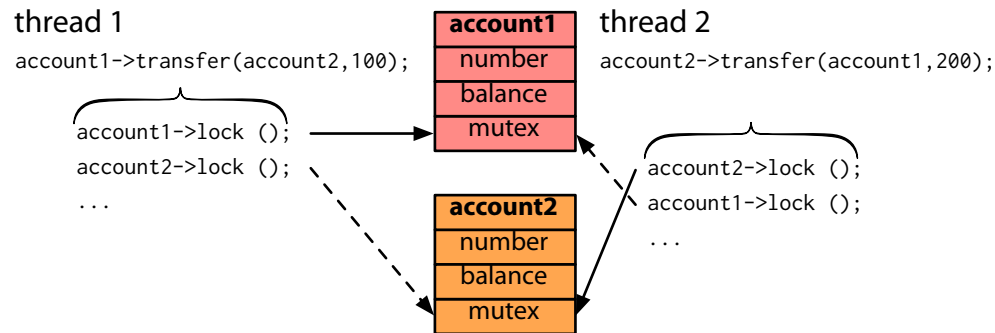 thread 1
account1->transfer(account2,100);
account1->lock ();
account2->lock ();
...
account1
number
balance
mutex
account2
number
balance
mutex
thread 2
account2->transfer(account1,200);
account2->lock ();
account1->lock ();
...